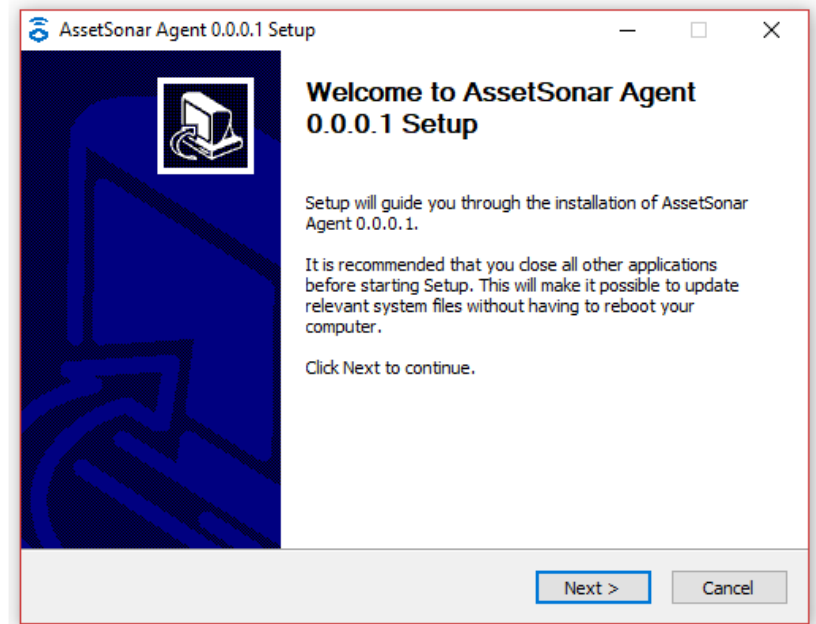 AssetSonar Agent 0.0.0.1 Setup
Welcome to AssetSonar Agent
0.0.0.1 Setup
Setup will guide you through the installation of AssetSonar
Agent 0.0.0.1.
It is recommended that you close all other applications
before starting Setup. This will make it possible to update
relevant system files without having to reboot your
computer.
Click Next to continue.
Next > Cancel